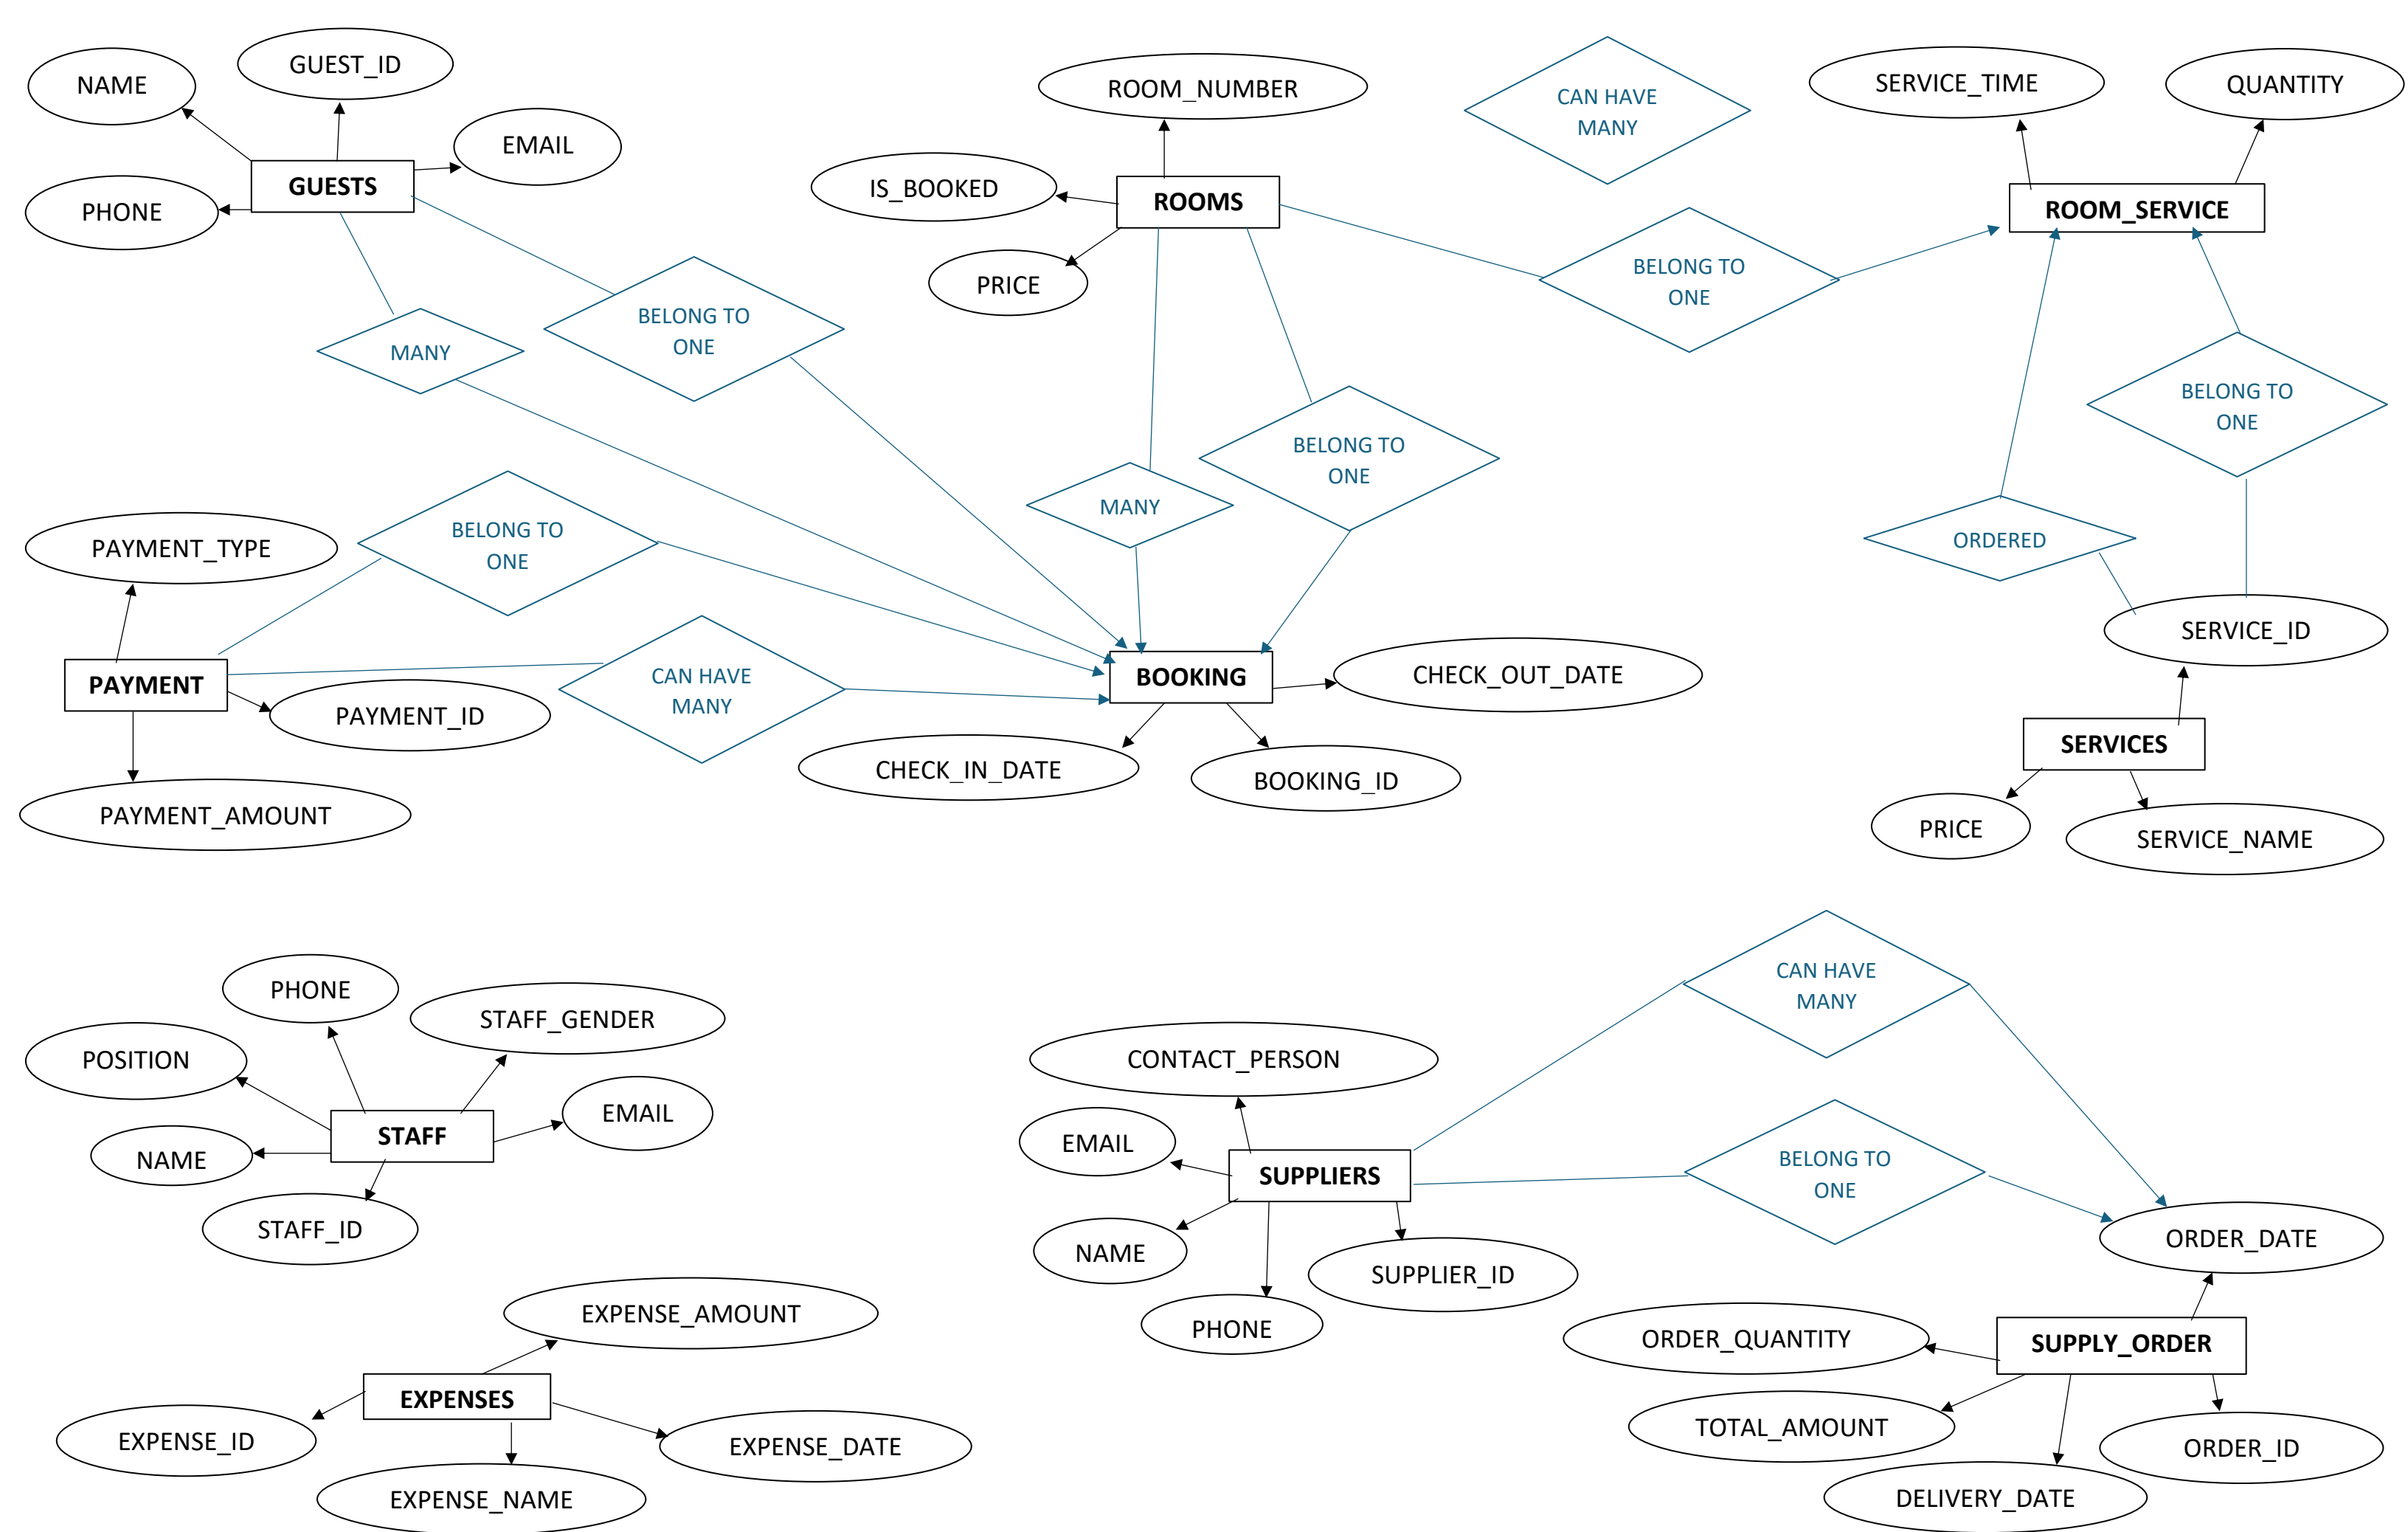 NAME
GUEST_ID
EMAIL
GUESTS
PHONE
MANY
BELONG TO
ONE
ROOM_NUMBER
IS_BOOKED
ROOMS
PRICE
CAN HAVE
MANY
BELONG TO
ONE
SERVICE_TIME
QUANTITY
ROOM_SERVICE
BELONG TO
ONE
ORDERED
SERVICE_ID
SERVICES
PRICE
SERVICE_NAME
MANY
BELONG TO
ONE
PAYMENT_TYPE
BELONG TO
ONE
PAYMENT
PAYMENT_ID
CAN HAVE
MANY
PAYMENT_AMOUNT
BOOKING
CHECK_OUT_DATE
CHECK_IN_DATE
BOOKING_ID
PHONE
STAFF_GENDER
POSITION
EMAIL
STAFF
NAME
STAFF_ID
EXPENSE_AMOUNT
EXPENSES
EXPENSE_ID
EXPENSE_DATE
EXPENSE_NAME
CAN HAVE
MANY
CONTACT_PERSON
EMAIL
SUPPLIERS
BELONG TO
ONE
NAME
SUPPLIER_ID
PHONE
ORDER_DATE
ORDER_QUANTITY
SUPPLY_ORDER
TOTAL_AMOUNT
ORDER_ID
DELIVERY_DATE